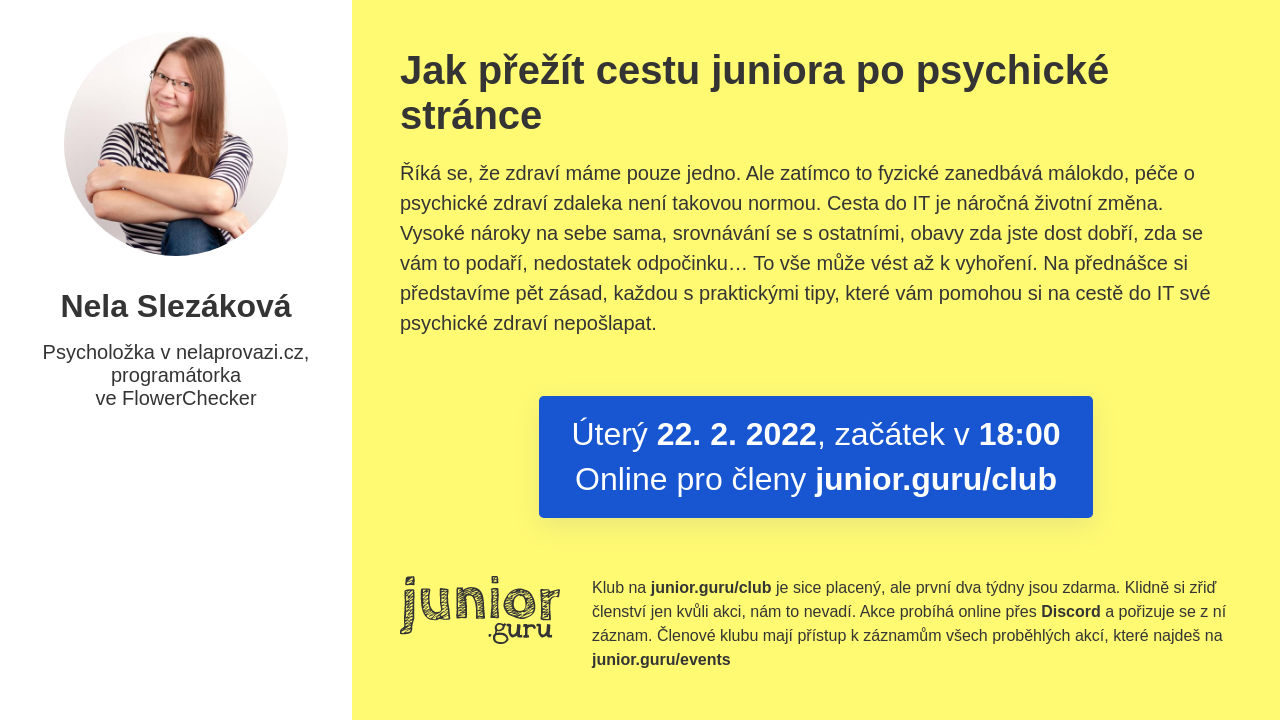 Nela Slezáková
Psycholožka v nelaprovazi.cz,
programátorka
ve FlowerChecker
Jak přežít cestu juniora po psychické
stránce
Říká se, že zdraví máme pouze jedno. Ale zatímco to fyzické zanedbává málokdo, péče o
psychické zdraví zdaleka není takovou normou. Cesta do IT je náročná životní změna.
Vysoké nároky na sebe sama, srovnávání se s ostatními, obavy zda jste dost dobří, zda se
vám to podaří, nedostatek odpočinku… To vše může vést až k vyhoření. Na přednášce si
představíme pět zásad, každou s praktickými tipy, které vám pomohou si na cestě do IT své
psychické zdraví nepošlapat.
Úterý 22. 2. 2022, začátek v 18:00
Online pro členy junior.guru/club
junior
.guru
Klub na junior.guru/club je sice placený, ale první dva týdny jsou zdarma. Klidně si zřiď
členství jen kvůli akci, nám to nevadí. Akce probíhá online přes Discord a pořizuje se z ní
záznam. Členové klubu mají přístup k záznamům všech proběhlých akcí, které najdeš na
junior.guru/events